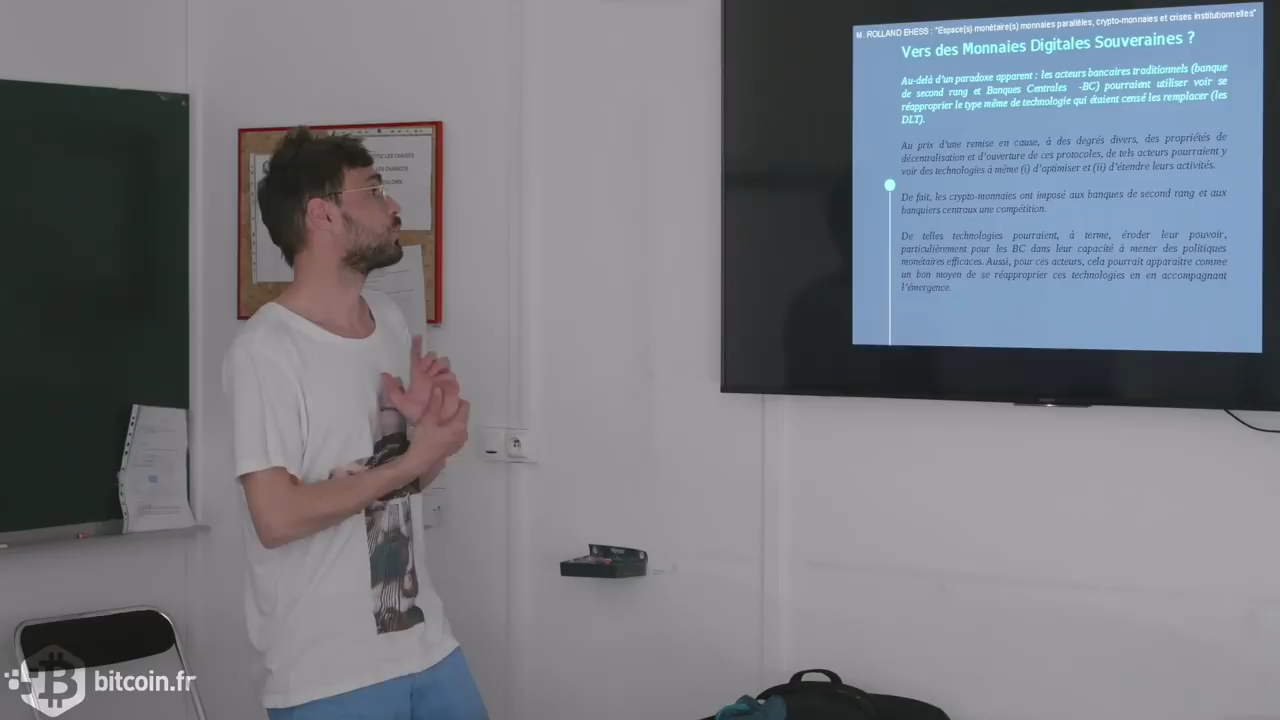 M. ROLLAND EHESS : "Espace(s) monétaire(s) monnaies parallèles, crypto-monnaies et crises institutionnelles"
Vers des Monnaies Digitales Souveraines ?
Au-delà d'un paradoxe apparent : les acteurs bancaires traditionnels (banque
de second rang et Banques Centrales -BC) pourraient utiliser voir se
réapproprier le type même de technologie qui étaient censé les remplacer (les
DLT).
Au prix d'une remise en cause, à des degrés divers, des propriétés de
décentralisation et d'ouverture de ces protocoles, de tels acteurs pourraient y
voir des technologies à même (i) d'optimiser et (ii) d'étendre leurs activités.
De fait, les crypto-monnaies ont imposé aux banques de second rang et aux
banquiers centraux une compétition.
De telles technologies pourraient, à terme, éroder leur pouvoir,
particulièrement pour les BC dans leur capacité à mener des politiques
monétaires efficaces. Aussi, pour ces acteurs, cela pourrait apparaître comme
un bon moyen de se réapproprier ces technologies en en accompagnant
l'émergence.
LES CHAISES
LES CHARIOTS
bitcoin.fr